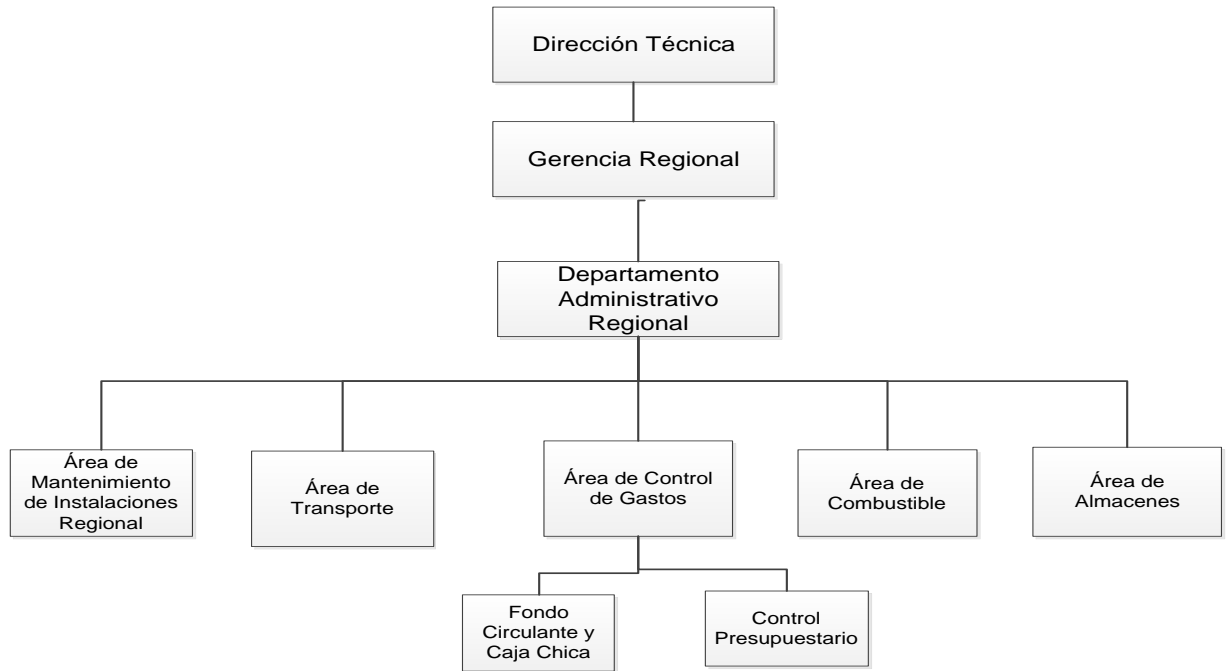 Dirección Técnica
Gerencia Regional
Departamento
Administrativo
Regional
Área de
Mantenimiento
de Instalaciones
Regional
Área de
Transporte
Área de Control
de Gastos
Área de
Combustible
Área de
Almacenes
Fondo
Circulante y
Caja Chica
Control
Presupuestario